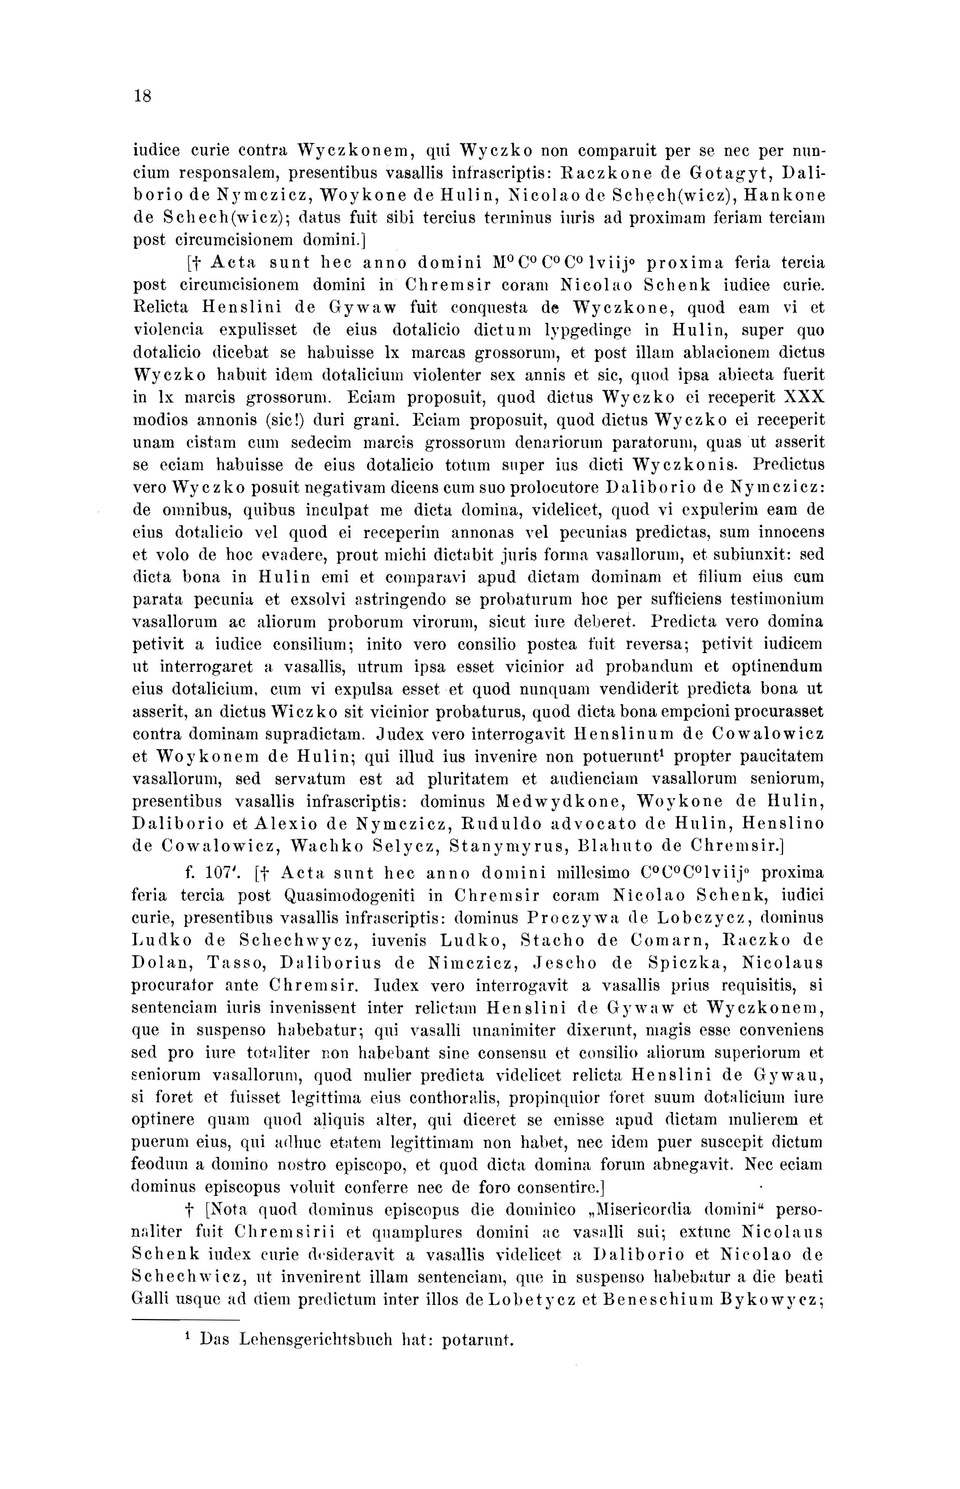 18
iudice curie contra Wyczkonem, qui Wyczko non comparuit per se nec per nun-
cium responsalem, presentibus vasallis infrascriptis: Raczkone de Gotagyt, Dali-
borio de Nymczicz, Woykone de Hulin, Nicolao de Schech(wicz), Hankone
de Schech(wicz); datus fuit sibi tercius terminus iuris ad proximam feriam terciam
post circumcisionem domini.]
[† Acta sunt hec anno domini M⁰C⁰C⁰C⁰lviij⁰ proxima feria tercia
post circumcisionem domini in Chremsir coram Nicolao Schenk iudice curie.
Relicta Henslini de Gywaw fuit conquesta de Wyczkone, quod eam vi et
violencia expulisset de eius dotalicio dictum lypgedinge in Hulin, super quo
dotalicio dicebat se habuisse lx marcas grossorum, et post illam ablacionem dictus
Wyczko habuit idem dotalicium violenter sex annis et sic, quod ipsa abiecta fuerit
in lx marcis grossorum. Eciam proposuit, quod dictus Wyczko ei receperit XXX
modios annonis (sic!) duri grani. Eciam proposuit, quod dictus Wyczko ei receperit
unam cistam cum sedecim marcis grossorum denariorum paratorum, quas ut asserit
se eciam habuisse de eius dotalicio totum super ius dicti Wyczkonis. Predictus
vero Wyczko posuit negativam dicens cum suo prolocutore Daliborio de Nymczicz:
de omnibus, quibus inculpat me dicta domina, videlicet, quod vi expulerim eam de
eius dotalicio vel quod ei receperim annonas vel pecunias predictas, sum innocens
et volo de hoc evadere, prout michi dictabit juris forma vasallorum, et subiunxit: sed
dicta bona in Hulin emi et comparavi apud dictam dominam et filium eius cum
parata pecunia et exsolvi astringendo se probaturum hoc per sufficiens testimonium
vasallorum ac aliorum proborum virorum, sicut iure deberet. Predicta vero domina
petivit a iudice consilium; inito vero consilio postea fuit reversa; petivit iudicem
ut interrogaret a vasallis, utrum ipsa esset vicinior ad probandum et optinendum
eius dotalicium, cum vi expulsa esset et quod nunquam vendiderit predicta bona ut
asserit, an dictus Wiczko sit vicinior probaturus, quod dicta bona empcioni procurasset
contra dominam supradictam. Judex vero interrogavit Henslinum de Cowalowicz
et Woykonem de Hulin; qui illud ius invenire non potuerunt¹ propter paucitatem
vasallorum, sed servatum est ad pluritatem et audienciam vasallorum seniorum,
presentibus vasallis infrascriptis: dominus Medwydkone, Woykone de Hulin,
Daliborio et Alexio de Nymczicz, Ruduldo advocato de Hulin, Henslino
de Cowalowicz, Wachko Selycz, Stanymyrus, Blahuto de Chremsir.]
f. 107'. [† Acta sunt hec anno domini millesimo C⁰C⁰C⁰lviij⁰ proxima
feria tercia post Quasimodogeniti in Chremsir coram Nicolao Schenk, iudici
curie, presentibus vasallis infrascriptis: dominus Proczywa de Lobczycz, dominus
Ludko de Schechwycz, iuvenis Ludko, Stacho de Comarn, Raczko de
Dolan, Tasso, Daliborius de Nimczicz, Jescho de Spiczka, Nicolaus
procurator ante Chremsir. Iudex vero interrogavit a vasallis prius requisitis, si
sentenciam iuris invenissent inter relictam Henslini de Gywaw et Wyczkonem,
que in suspenso habebatur; qui vasalli unanimiter dixerunt, magis esse conveniens
sed pro iure totaliter non habebant sine consensu et consilio aliorum superiorum et
seniorum vasallorum, quod mulier predicta videlicet relicta Henslini de Gywau,
si foret et fuisset legittima eius conthoralis, propinquior foret suum dotalicium iure
optinere quam quod aliquis alter, qui diceret se emisse apud dictam mulierem et
puerum eius, qui adhuc etatem legittimam non habet, nec idem puer suscepit dictum
feodum a domino nostro episcopo, et quod dicta domina forum abnegavit. Nec eciam
dominus episcopus voluit conferre nec de foro consentire.]
† [Nota quod dominus episcopus die dominico „Misericordia domini“ perso-
naliter fuit Chremsirii et quamplures domini ac vasalli sui; extunc Nicolaus
Schenk iudex curie desideravit a vasallis videlicet a Daliborio et Nicolao de
Schechwicz, ut invenirent illam sentenciam, que in suspenso habebatur a die beati
Galli usque ad diem predictum inter illos de Lobetycz et Beneschium Bykowycz;
¹ Das Lehensgerichtsbuch hat: potarunt.